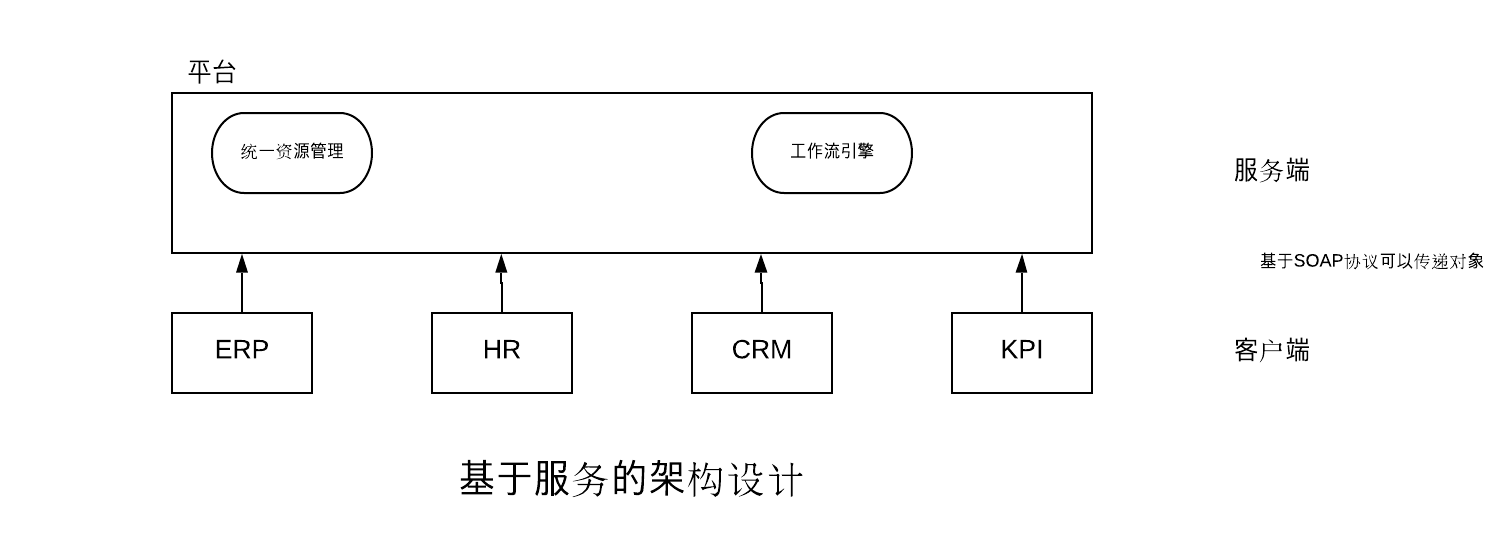 平台
统一资源管理
工作流引擎
服务端
基于SOAP协议可以传递对象
ERP
HR
CRM
KPI
客户端
基于服务的架构设计